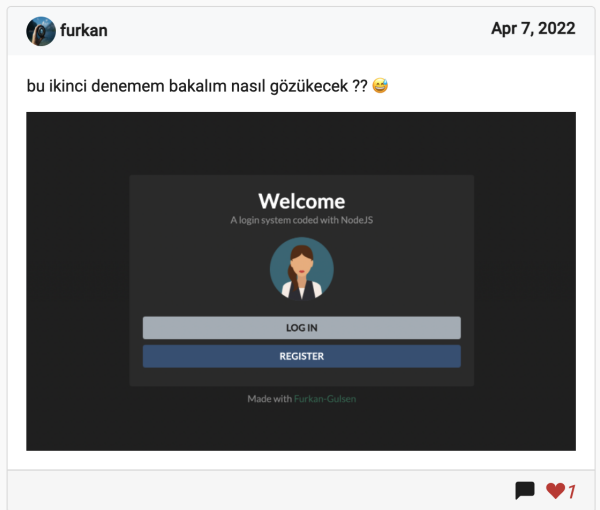 furkan
Apr 7, 2022
bu ikinci denemem bakalım nasıl gözükecek ?? 😅
Welcome
A login system coded with NodeJS
LOG IN
REGISTER
Made with Furkan-Gulsen
1